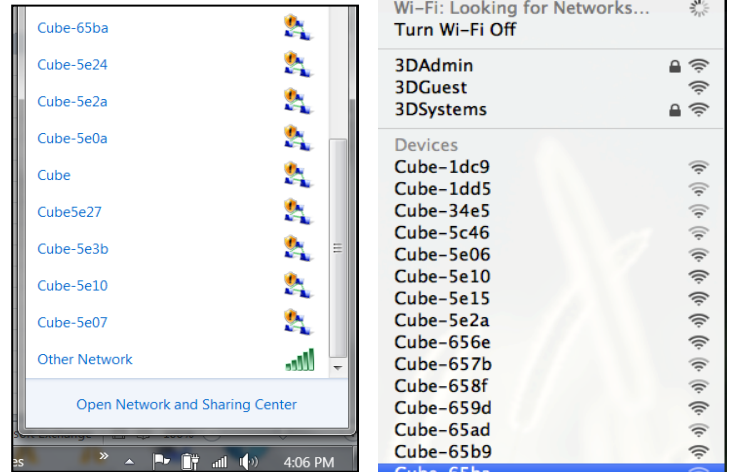 Cube-65ba
Cube-5e24
Cube-5e2a
Cube-5e0a
Cube
Cube5e27
Cube-5e3b
Cube-5e10
Cube-5e07
Other Network
Open Network and Sharing Center
4:06 PM
Wi-Fi: Looking for Networks...
Turn Wi-Fi Off
3DAdmin
3DGuest
3DSystems
Devices
Cube-1dc9
Cube-1dd5
Cube-34e5
Cube-5c46
Cube-5e06
Cube-5e10
Cube-5e15
Cube-5e2a
Cube-656e
Cube-657b
Cube-658f
Cube-659d
Cube-65ad
Cube-65b9